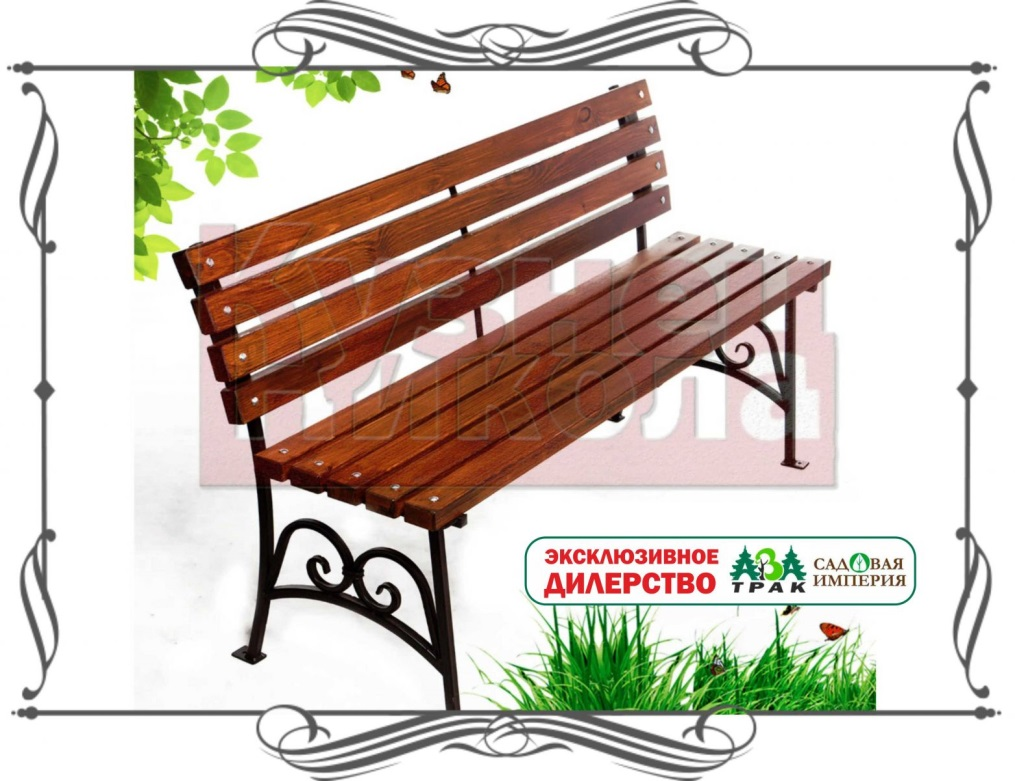 Кузнец
Никола
ЭКСКЛЮЗИВНОЕ
ДИЛЕРСТВО
АЗА
ТРАК
САДОВАЯ
ИМПЕРИЯ